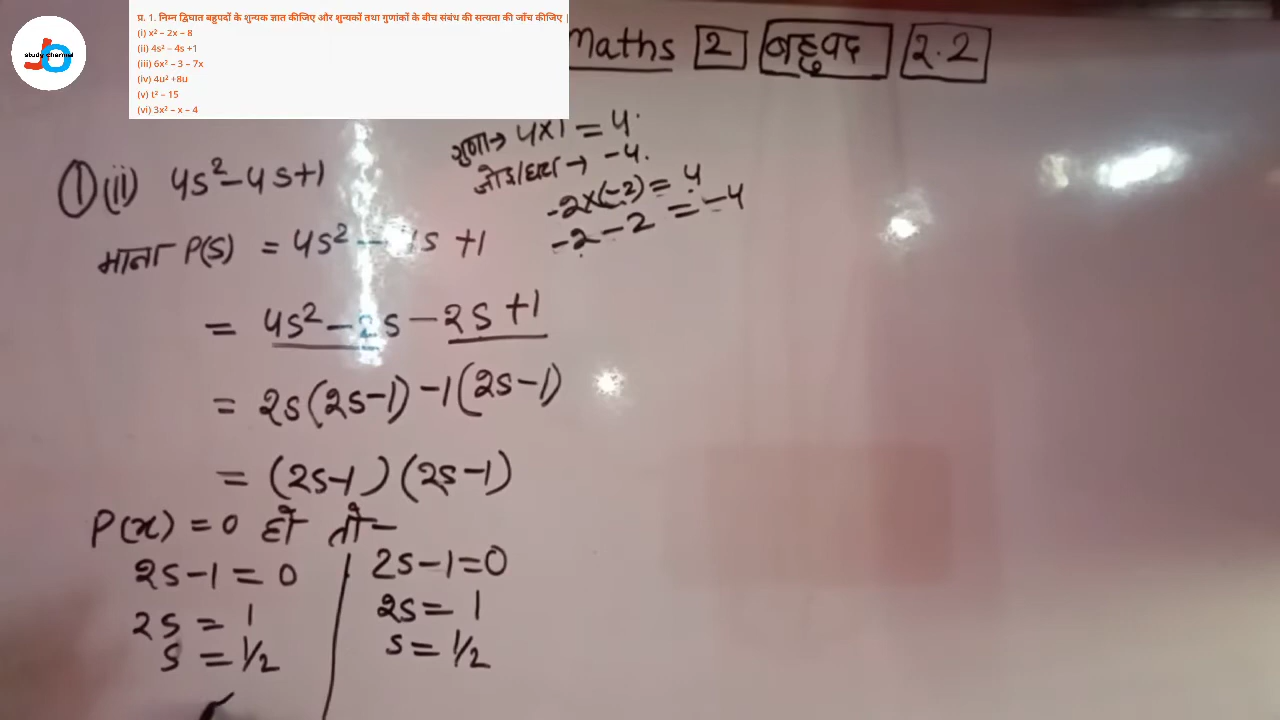 study channel
प्र. 1. निम्न द्विघात बहुपदों के शुन्यक ज्ञात कीजिए और शुन्यकों तथा गुणांकों के बीच संबंध की सत्यता की जाँच कीजिए |
(i) x² – 2x – 8
(ii) 4s² – 4s +1
(iii) 6x² – 3 – 7x
(iv) 4u² +8u
(v) t² – 15
(vi) 3x² – x – 4
Maths 2 बहुपद 2.2
① (ii) 4s²-4s+1
गुणा→ 4x1 = 4.
जोड़/घटा → -4.
-2x(-2) = 4
-2-2 = -4
माना P(s) = 4s² - 4s +1
= 4s²-2s-2s+1
= 2s(2s-1)-1(2s-1)
= (2s-1)(2s-1)
P(x) = 0 हो तो-
2s-1 = 0
2s = 1
s = 1/2
2s-1=0
2s = 1
s = 1/2